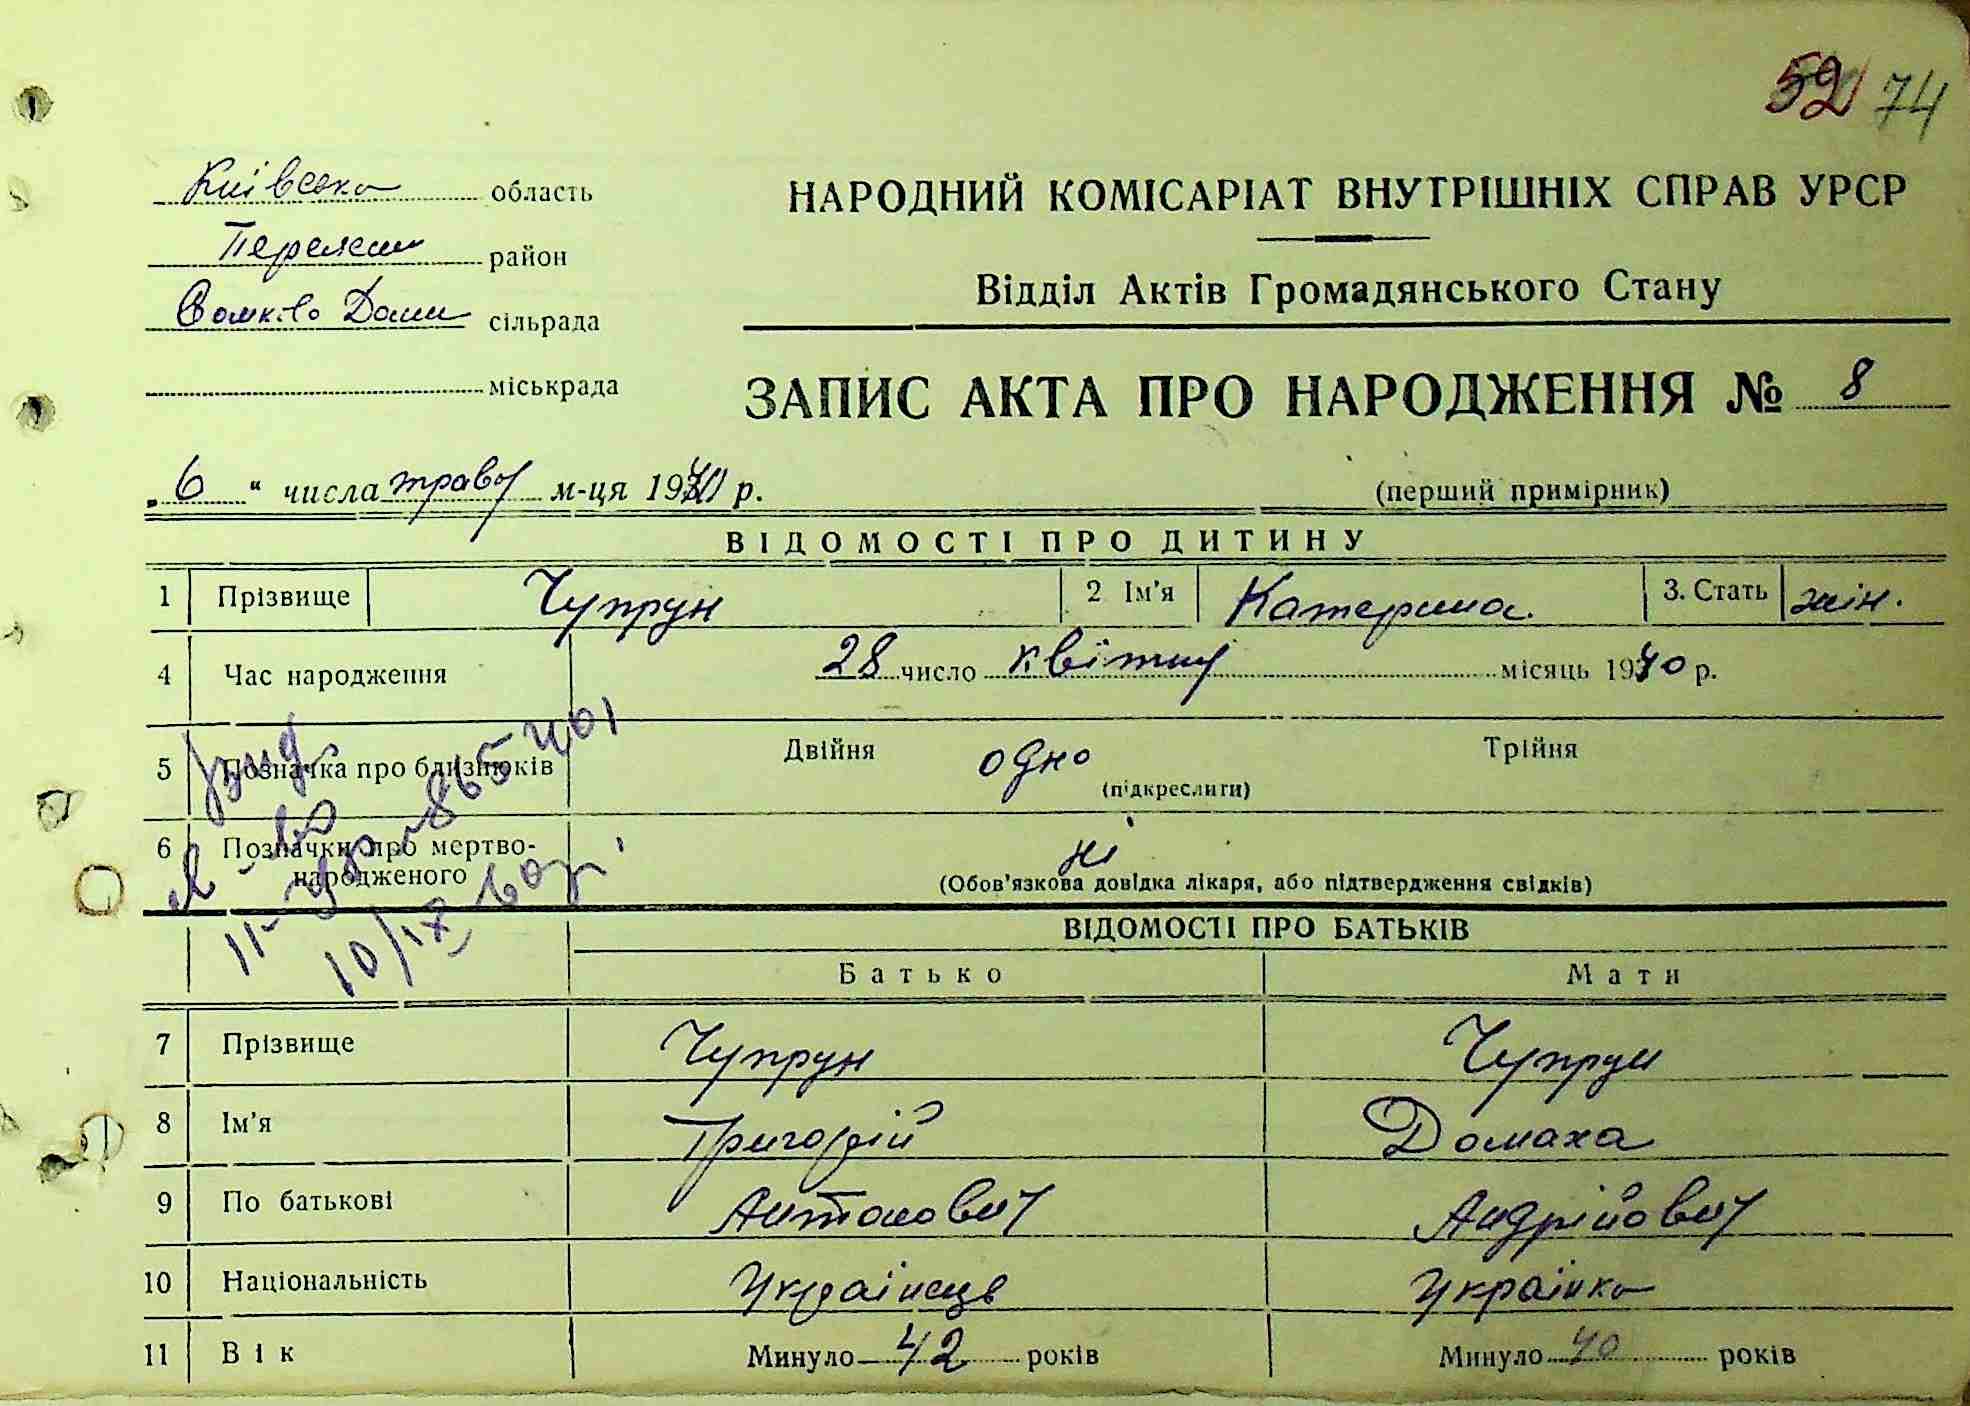 52 74
Київська область
НАРОДНИЙ КОМІСАРІАТ ВНУТРІШНІХ СПРАВ УРСР
район
Відділ Актів Громадянського Стану
сільрада
міськрада
ЗАПИС АКТА ПРО НАРОДЖЕННЯ № 8
„6“ числа м-ця 1940 р.
(перший примірник)
ВІДОМОСТІ ПРО ДИТИНУ
1 Прізвище Чупрун 2 Ім’я Катерина. 3. Стать жін.
4 Час народження 28 число квітня місяць 1940 р.
5 Позначка про близнюків Двійня одно Трійня
(підкреслити)
6 Позначки про мертво-
народженого ні
(Обов’язкова довідка лікаря, або підтвердження свідків)
10/IX
ВІДОМОСТІ ПРО БАТЬКІВ
Батько Мати
7 Прізвище Чупрун Чупрун
8 Ім’я Григорій Домаха
9 По батькові Антонович Андрійович
10 Національність Українець Українка
11 Вік Минуло 42 років Минуло 40 років